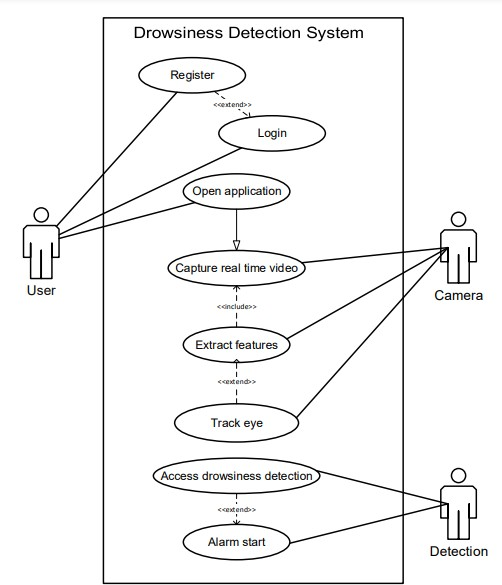 Drowsiness Detection System
Register
<<extend>>
Login
Open application
User
Capture real time video
Camera
<<include>>
Extract features
<<extend>>
Track eye
Access drowsiness detection
<<extend>>
Alarm start
Detection